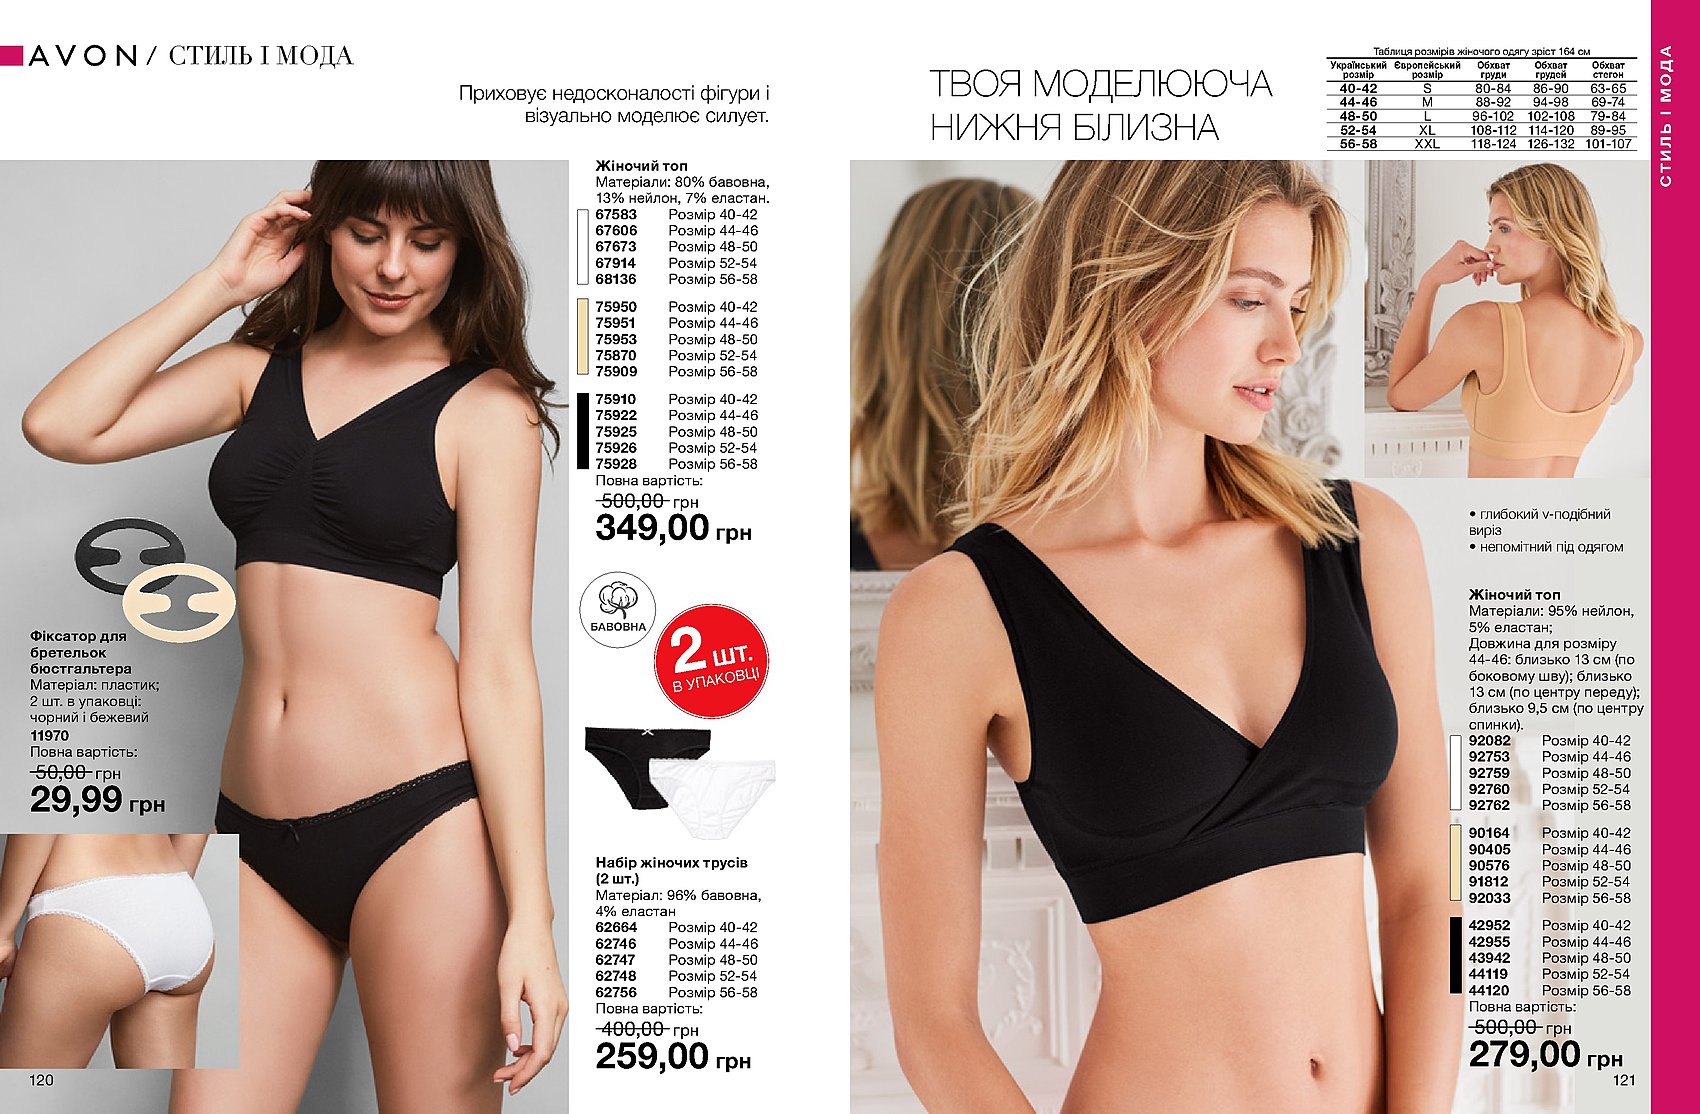 AVON / СТИЛЬ І МОДА
Приховує недосконалості фігури і
візуально моделює силует.
Жіночий топ
Матеріали: 80% бавовна,
13% нейлон, 7% еластан.
67583 Розмір 40-42
67606 Розмір 44-46
67673 Розмір 48-50
67914 Розмір 52-54
68136 Розмір 56-58
75950 Розмір 40-42
75951 Розмір 44-46
75953 Розмір 48-50
75870 Розмір 52-54
75909 Розмір 56-58
75910 Розмір 40-42
75922 Розмір 44-46
75925 Розмір 48-50
75926 Розмір 52-54
75928 Розмір 56-58
Повна вартість:
500,00 грн
349,00 грн
БАВОВНА
2 шт.
В УПАКОВЦІ
Фіксатор для
бретельок
бюстгальтера
Матеріал: пластик;
2 шт. в упаковці:
чорний і бежевий
11970
Повна вартість:
50,00 грн
29,99 грн
Набір жіночих трусів
(2 шт.)
Матеріал: 96% бавовна,
4% еластан
62664 Розмір 40-42
62746 Розмір 44-46
62747 Розмір 48-50
62748 Розмір 52-54
62756 Розмір 56-58
Повна вартість:
400,00 грн
259,00 грн
120
ТВОЯ МОДЕЛЮЮЧА
НИЖНЯ БІЛИЗНА
Таблиця розмірів жіночого одягу зріст 164 см
Український Європейський Обхват Обхват Обхват
розмір розмір груди грудей стегон
40-42 S 80-84 86-90 63-65
44-46 M 88-92 94-98 69-74
48-50 L 96-102 102-108 79-84
52-54 XL 108-112 114-120 89-95
56-58 XXL 118-124 126-132 101-107
СТИЛЬ І МОДА
• глибокий v-подібний
виріз
• непомітний під одягом
Жіночий топ
Матеріали: 95% нейлон,
5% еластан;
Довжина для розміру
44-46: близько 13 см (по
боковому шву); близько
13 см (по центру переду);
близько 9,5 см (по центру
спинки).
92082 Розмір 40-42
92753 Розмір 44-46
92759 Розмір 48-50
92760 Розмір 52-54
92762 Розмір 56-58
90164 Розмір 40-42
90405 Розмір 44-46
90576 Розмір 48-50
91812 Розмір 52-54
92033 Розмір 56-58
42952 Розмір 40-42
42955 Розмір 44-46
43942 Розмір 48-50
44119 Розмір 52-54
44120 Розмір 56-58
Повна вартість:
500,00 грн
279,00 грн
121